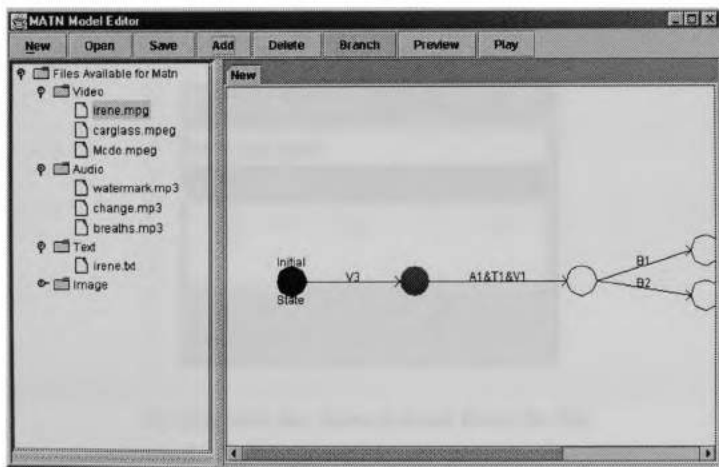 MATN Model Editor
New Open Save Add Delete Branch Preview Play
Files Available for Matn
Video
irene.mpg
carglass.mpeg
Mcdo.mpeg
Audio
watermark.mp3
change.mp3
breaths.mp3
Text
irene.txt
Image
New
Initial
State
V3
A1&T1&V1
B1
B2